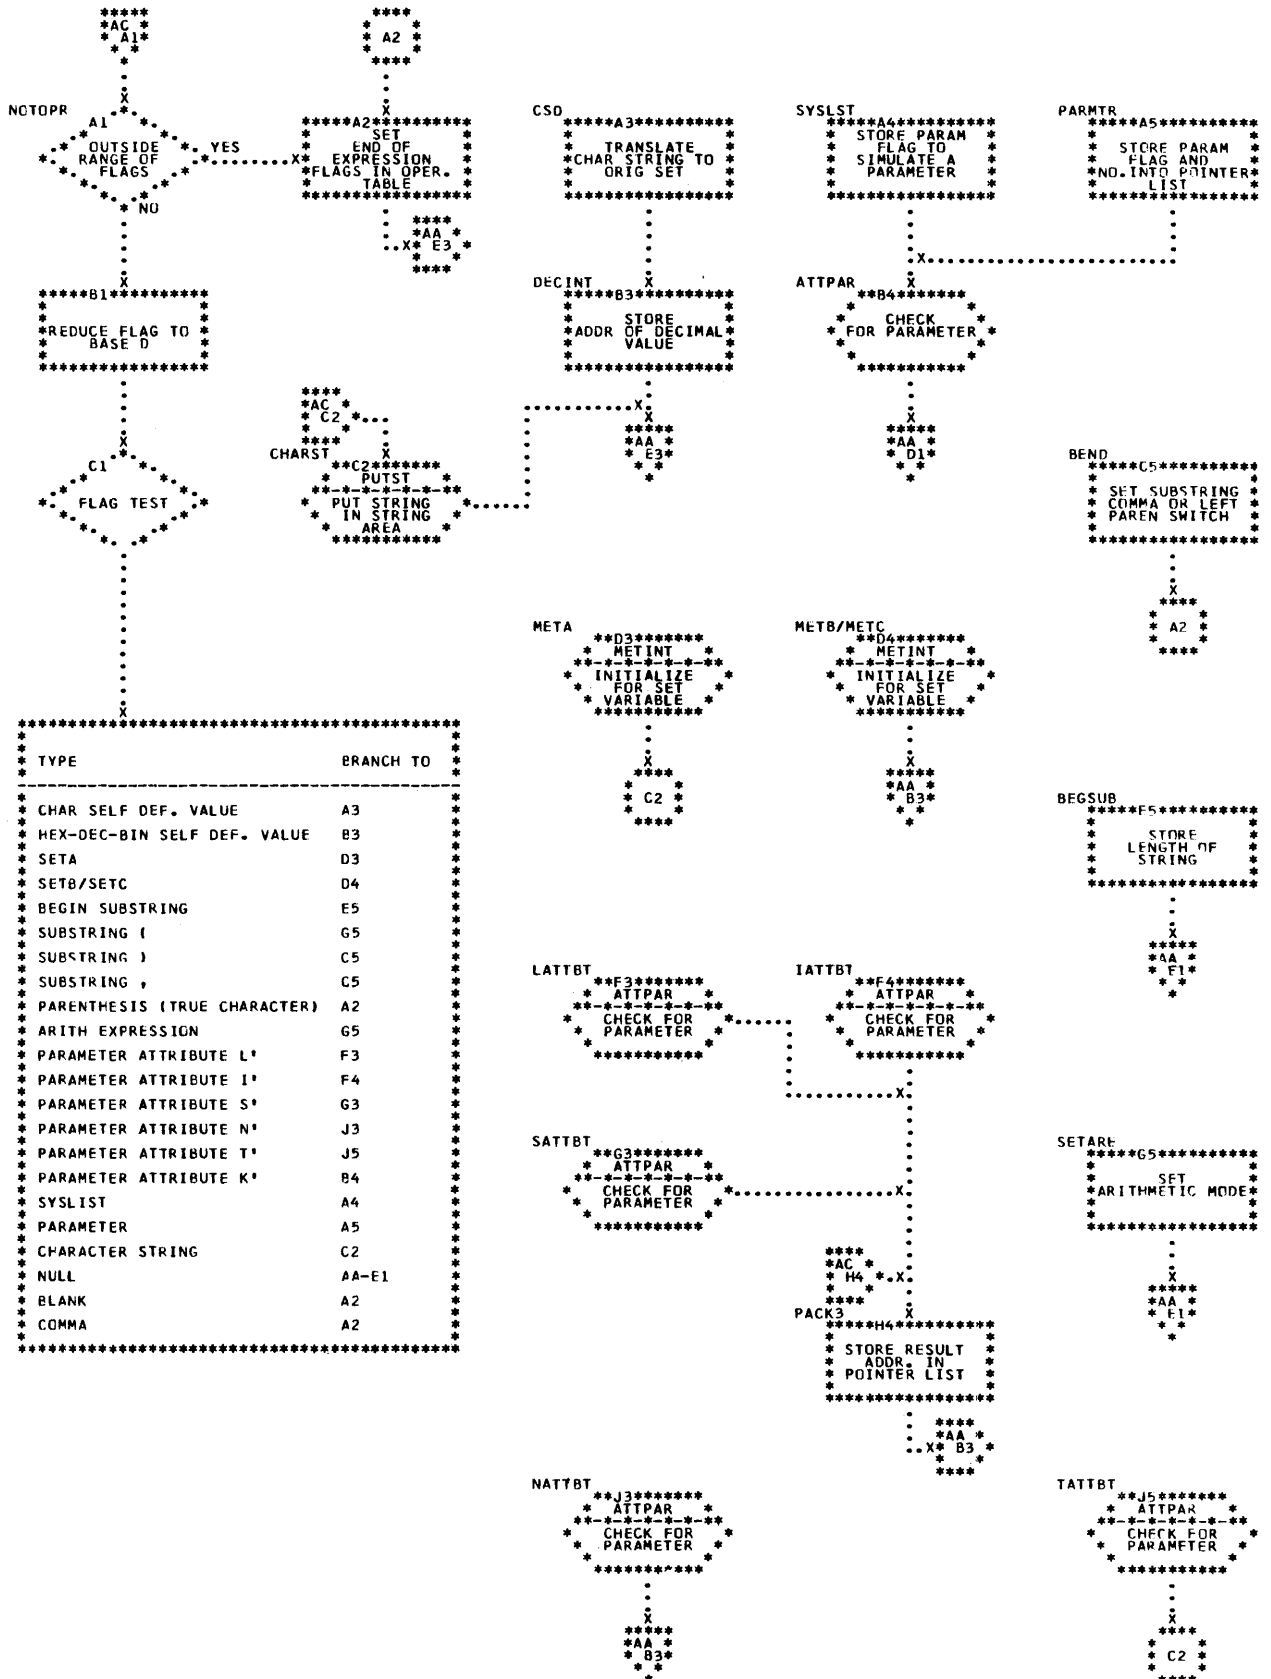 AC
A1
A2
NOTOPR
A1
OUTSIDE
RANGE OF
FLAGS
YES
NO
A2
SET
END OF
EXPRESSION
FLAGS IN OPER.
TABLE
AA
E3
CSD
A3
TRANSLATE
CHAR STRING TO
ORIG SET
SYSLST
A4
STORE PARAM
FLAG TO
SIMULATE A
PARAMETER
PARMTR
A5
STORE PARAM
FLAG AND
NO.INTO POINTER
LIST
B1
REDUCE FLAG TO
BASE D
DECINT
B3
STORE
ADDR OF DECIMAL
VALUE
ATTPAR
B4
CHECK
FOR PARAMETER
AC
C2
AA
E3
AA
D1
C1
FLAG TEST
CHARST
C2
PUTST
PUT STRING
IN STRING
AREA
BEND
C5
SET SUBSTRING
COMMA OR LEFT
PAREN SWITCH
A2
META
D3
METINT
INITIALIZE
FOR SET
VARIABLE
C2
METB/METC
D4
METINT
INITIALIZE
FOR SET
VARIABLE
AA
B3
TYPE BRANCH TO
CHAR SELF DEF. VALUE A3
HEX-DEC-BIN SELF DEF. VALUE B3
SETA D3
SETB/SETC D4
BEGIN SUBSTRING E5
SUBSTRING ( G5
SUBSTRING ) C5
SUBSTRING , C5
PARENTHESIS (TRUE CHARACTER) A2
ARITH EXPRESSION G5
PARAMETER ATTRIBUTE L' F3
PARAMETER ATTRIBUTE I' F4
PARAMETER ATTRIBUTE S' G3
PARAMETER ATTRIBUTE N' J3
PARAMETER ATTRIBUTE T' J5
PARAMETER ATTRIBUTE K' B4
SYSLIST A4
PARAMETER A5
CHARACTER STRING C2
NULL AA-E1
BLANK A2
COMMA A2
BEGSUB
E5
STORE
LENGTH OF
STRING
AA
E1
LATTBT
F3
ATTPAR
CHECK FOR
PARAMETER
IATTBT
F4
ATTPAR
CHECK FOR
PARAMETER
SATTBT
G3
ATTPAR
CHECK FOR
PARAMETER
SETARE
G5
SET
ARITHMETIC MODE
AA
E1
AC
H4
PACK3
H4
STORE RESULT
ADDR. IN
POINTER LIST
AA
B3
NATTBT
J3
ATTPAR
CHECK FOR
PARAMETER
AA
B3
TATTBT
J5
ATTPAR
CHECK FOR
PARAMETER
C2